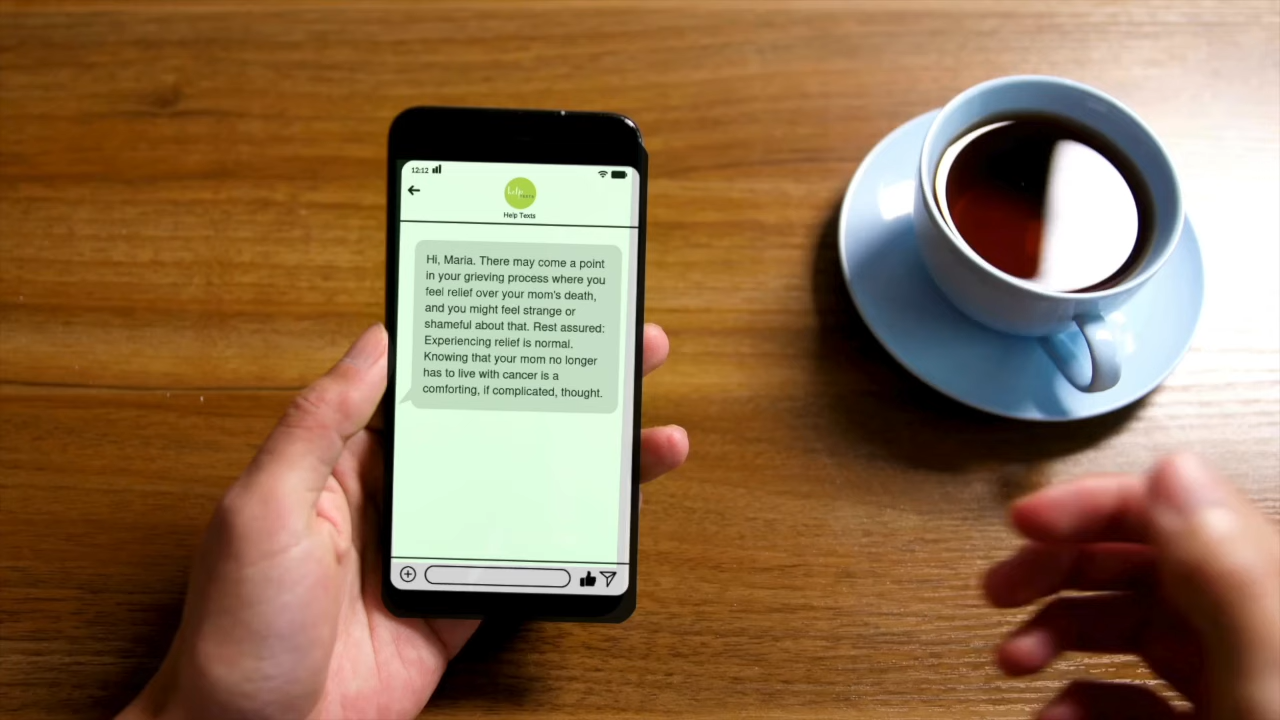 12:12
help
TEXTS
Help Texts
Hi, Maria. There may come a point
in your grieving process where you
feel relief over your mom's death,
and you might feel strange or
shameful about that. Rest assured:
Experiencing relief is normal.
Knowing that your mom no longer
has to live with cancer is a
comforting, if complicated, thought.